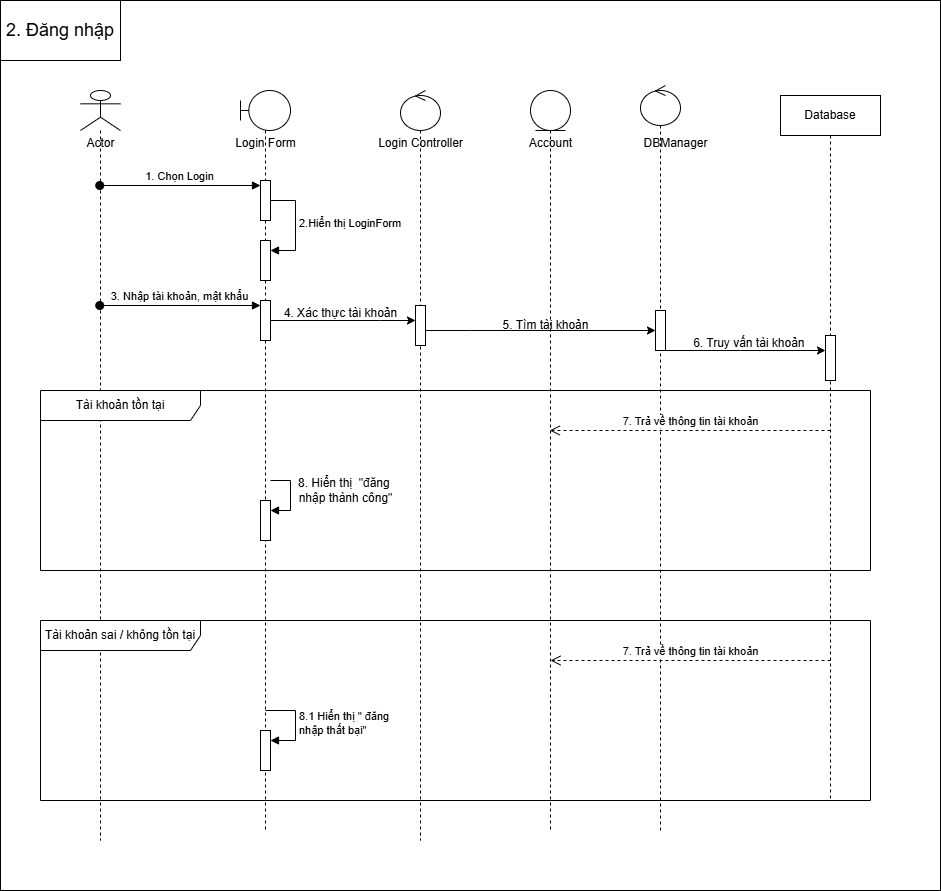 2. Đăng nhập
Actor
Login Form
Login Controller
Account
DBManager
Database
1. Chọn Login
2.Hiển thị LoginForm
3. Nhập tài khoản, mật khẩu
4. Xác thực tài khoản
5. Tìm tài khoản
6. Truy vấn tài khoản
Tài khoản tồn tại
7. Trả về thông tin tài khoản
8. Hiển thị "đăng
nhập thành công"
Tài khoản sai / không tồn tại
7. Trả về thông tin tài khoản
8.1 Hiển thị " đăng
nhập thất bại"